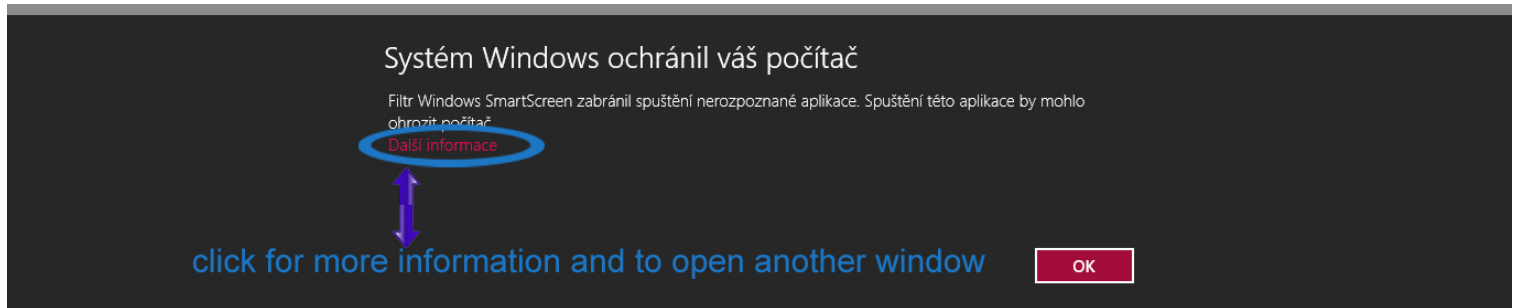 Systém Windows ochránil váš počítač
Filtr Windows SmartScreen zabránil spuštění nerozpoznané aplikace. Spuštění této aplikace by mohlo
ohrozit počítač.
Další informace
click for more information and to open another window
OK